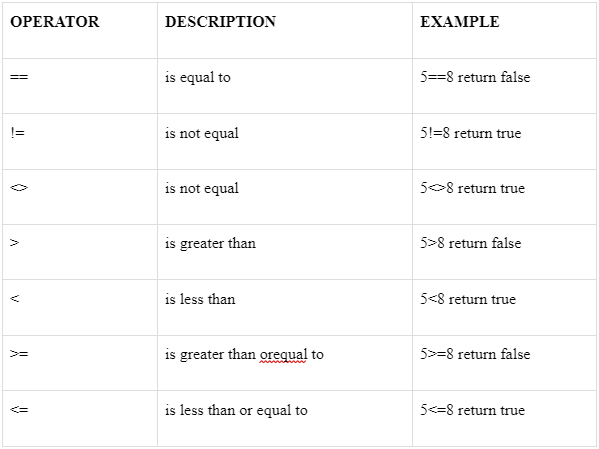 OPERATOR DESCRIPTION EXAMPLE
== is equal to 5==8 return false
!= is not equal 5!=8 return true
<> is not equal 5<>8 return true
> is greater than 5>8 return false
< is less than 5<8 return true
>= is greater than orequal to 5>=8 return false
<= is less than or equal to 5<=8 return true